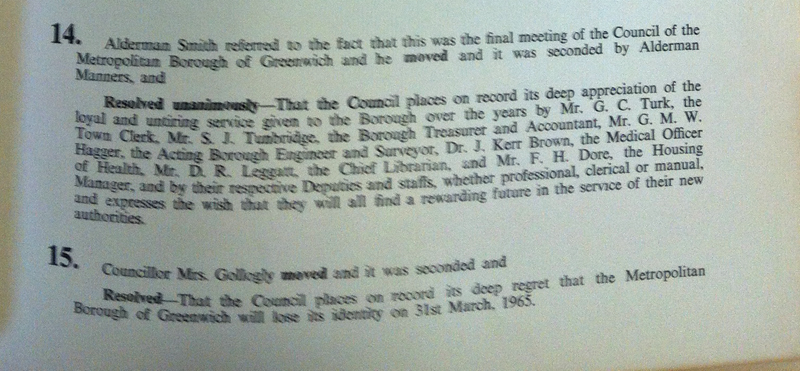 14.
Alderman Smith referred to the fact that this was the final meeting of the Council of the
Metropolitan Borough of Greenwich and he moved and it was seconded by Alderman
Manners, and
Resolved unanimously—That the Council places on record its deep appreciation of the
loyal and untiring service given to the Borough over the years by Mr. G. C. Turk, the
Town Clerk, Mr. S. J. Tunbridge, the Borough Treasurer and Accountant, Mr. G. M. W.
Hagger, the Acting Borough Engineer and Surveyor, Dr. J. Kerr Brown, the Medical Officer
of Health, Mr. D. R. Leggatt, the Chief Librarian, and Mr. F. H. Dore, the Housing
Manager, and by their respective Deputies and staffs, whether professional, clerical or manual,
and expresses the wish that they will all find a rewarding future in the service of their new
authorities.
15.
Councillor Mrs. Gollogly moved and it was seconded and
Resolved—That the Council places on record its deep regret that the Metropolitan
Borough of Greenwich will lose its identity on 31st March, 1965.